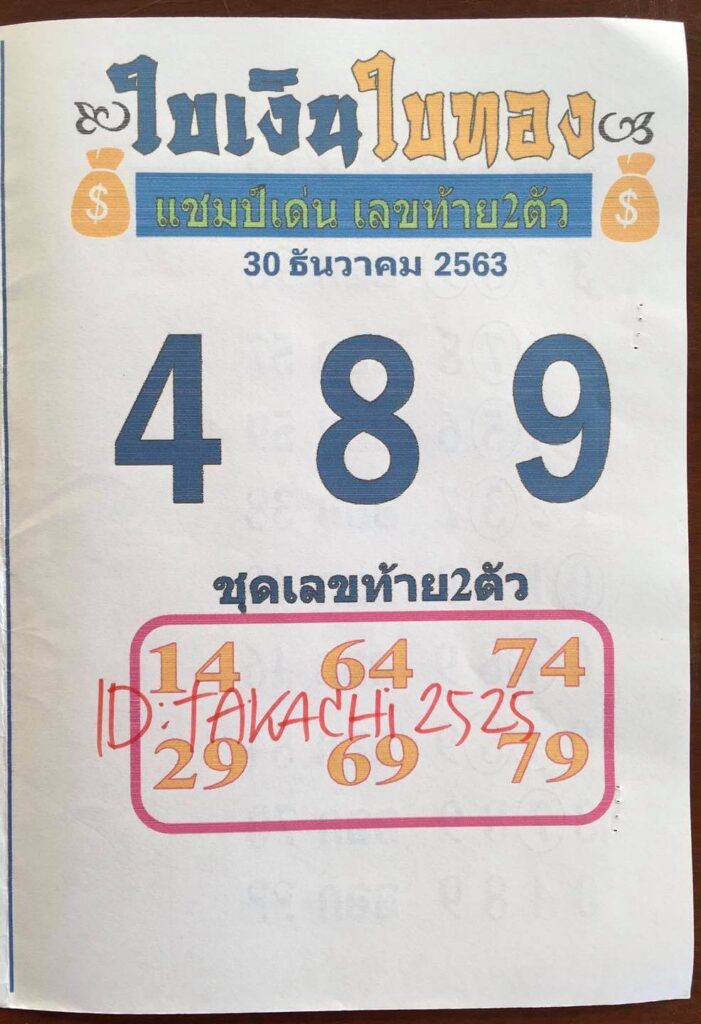 ใบเงินใบทอง
$ แชมป์เด่น เลขท้าย2ตัว $
30 ธันวาคม 2563
4 8 9
ชุดเลขท้าย2ตัว
14 64 74
ID: TAKACHi 2525
29 69 79